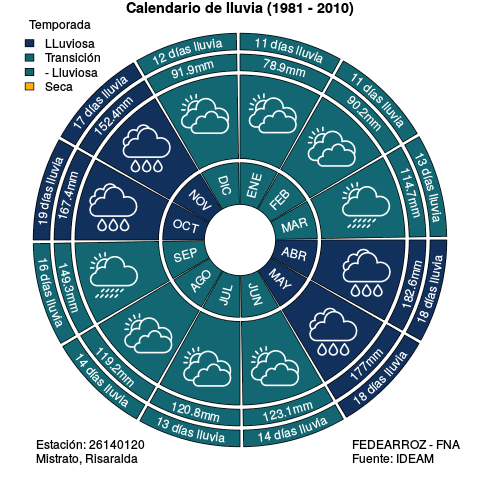 Calendario de lluvia (1981 - 2010)
Temporada
LLuviosa
Transición
- Lluviosa
Seca
11 días lluvia
78.9mm
ENE
11 días lluvia
90.2mm
FEB
13 días lluvia
114.7mm
MAR
18 días lluvia
182.6mm
ABR
18 días lluvia
177mm
MAY
14 días lluvia
123.1mm
JUN
13 días lluvia
120.8mm
JUL
14 días lluvia
119.2mm
AGO
16 días lluvia
149.3mm
SEP
19 días lluvia
167.4mm
OCT
17 días lluvia
152.4mm
NOV
12 días lluvia
91.9mm
DIC
Estación: 26140120
Mistrato, Risaralda
FEDEARROZ - FNA
Fuente: IDEAM